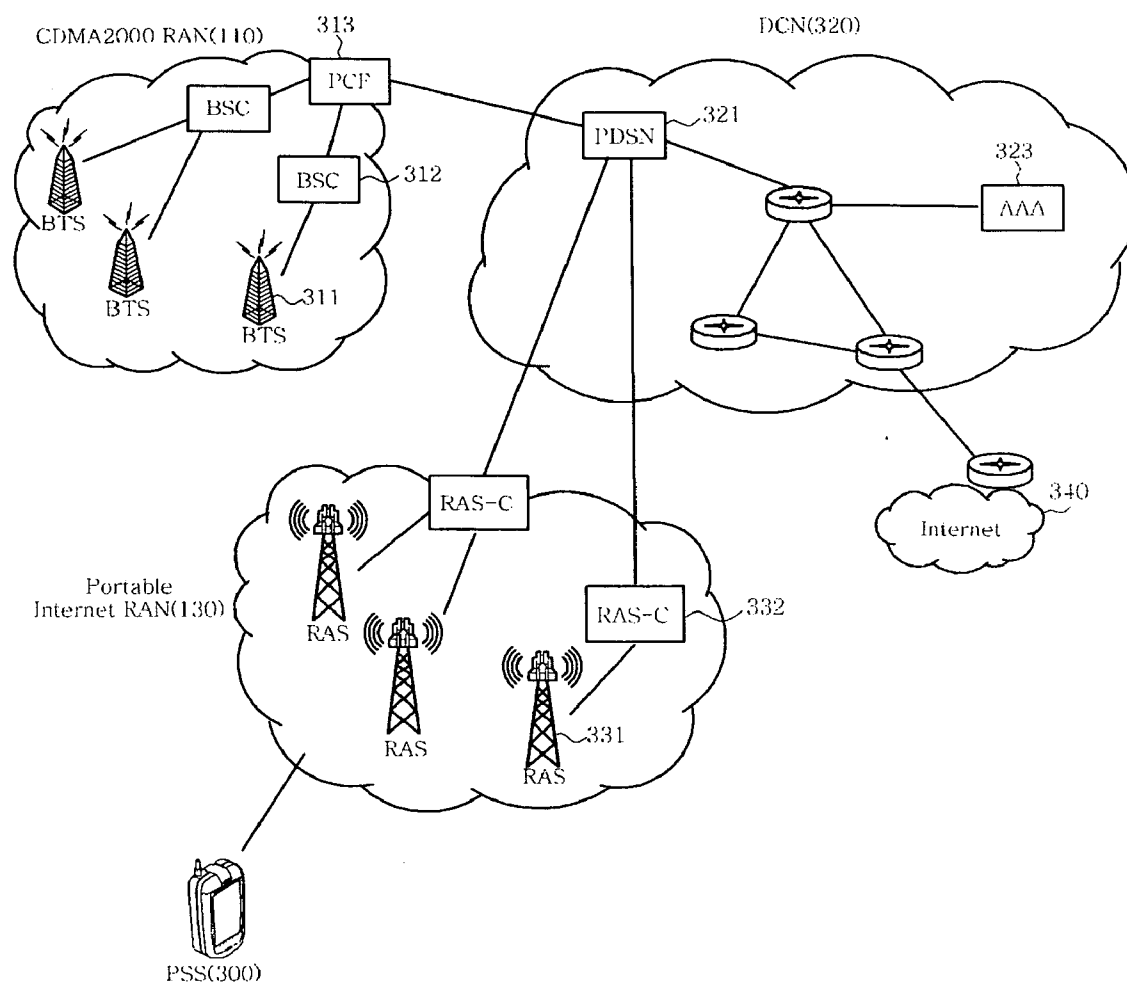 CDMA2000 RAN(110)
313
DCN(320)
PCF
BSC
PDSN
321
323
BSC
312
AAA
BTS
BTS
311
BTS
RAS-C
340
Internet
Portable
Internet RAN(130)
RAS
RAS-C
332
RAS
331
RAS
PSS(300)